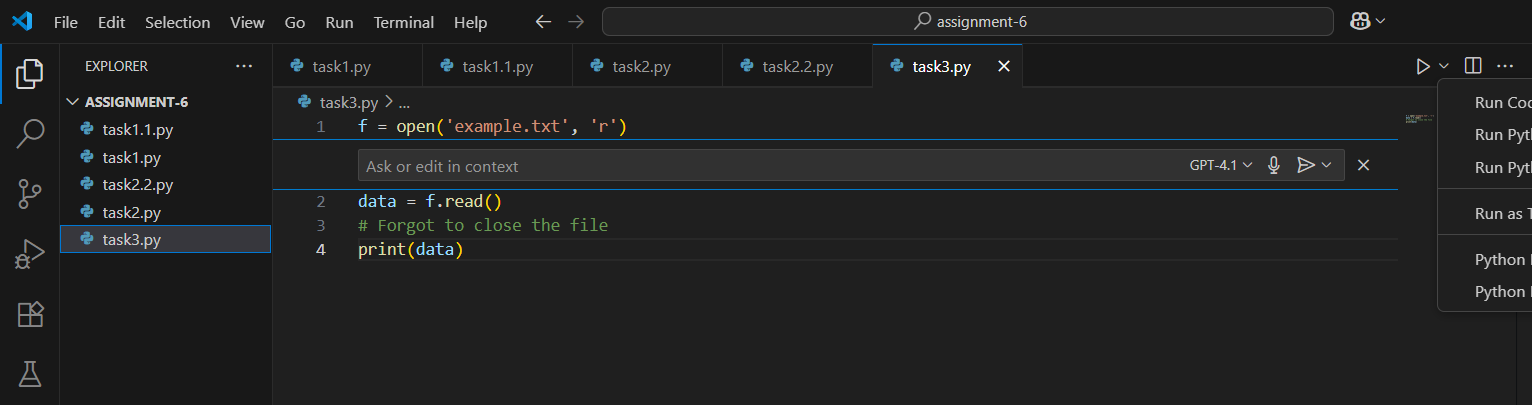 File Edit Selection View Go Run Terminal Help assignment-6
EXPLORER ...
ASSIGNMENT-6
task1.1.py
task1.py
task2.2.py
task2.py
task3.py
task1.py task1.1.py task2.py task2.2.py task3.py
task3.py > ...
1 f = open('example.txt', 'r')
Ask or edit in context GPT-4.1
2 data = f.read()
3 # Forgot to close the file
4 print(data)
Run
Run
Run
Run as
Python
Python